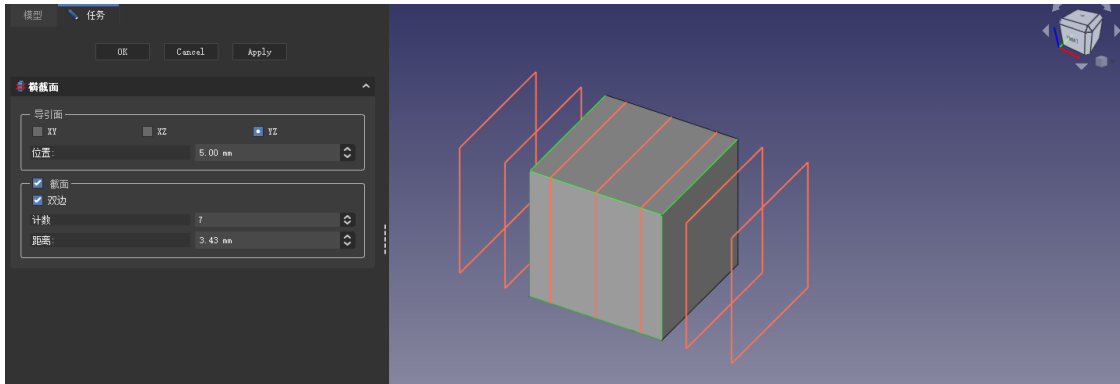 模型 任务
OK Cancel Apply
横截面
导引面
XY XZ YZ
位置: 5.00 mm
截面
双边
计数 7
距离: 3.43 mm